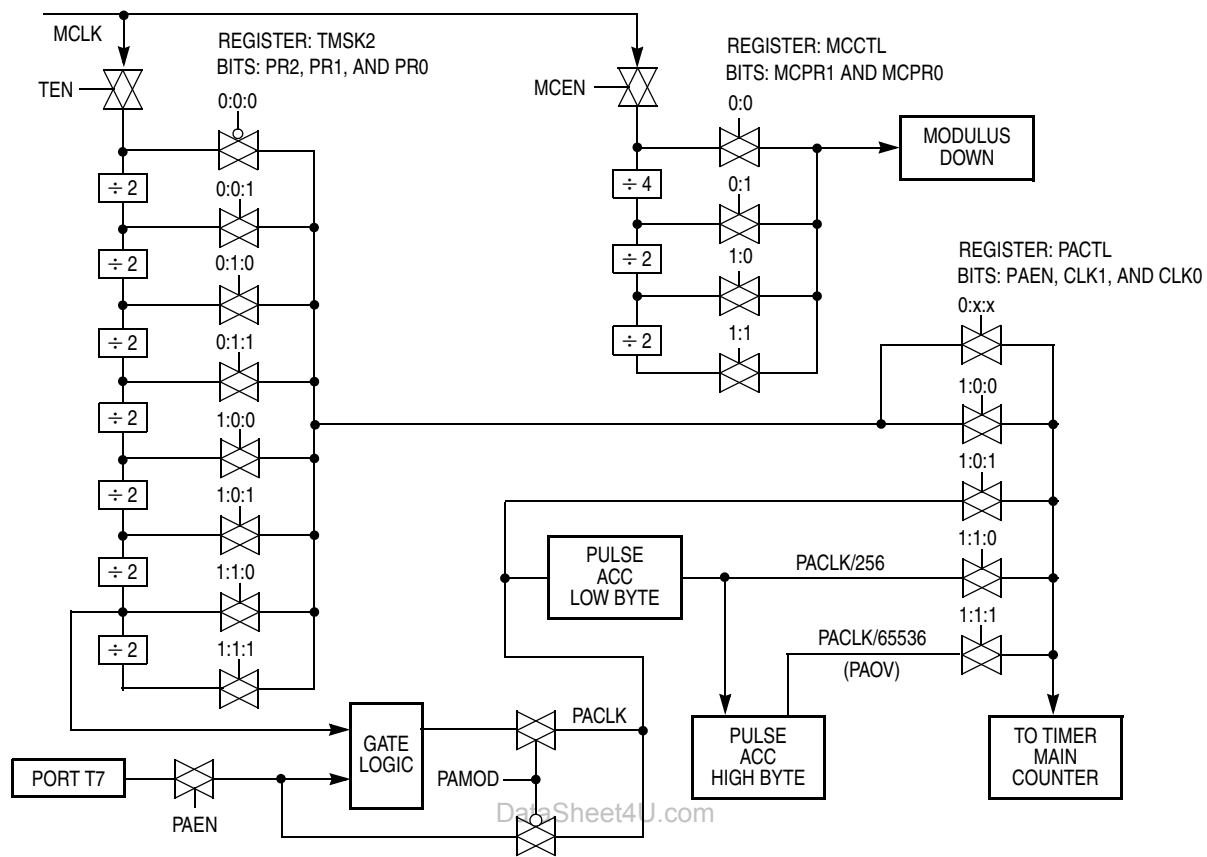 MCLK
TEN
REGISTER: TMSK2
BITS: PR2, PR1, AND PR0
0:0:0
÷ 2
0:0:1
÷ 2
0:1:0
÷ 2
0:1:1
÷ 2
1:0:0
÷ 2
1:0:1
÷ 2
1:1:0
÷ 2
1:1:1
MCEN
REGISTER: MCCTL
BITS: MCPR1 AND MCPR0
0:0
÷ 4
0:1
÷ 2
1:0
÷ 2
1:1
MODULUS
DOWN
REGISTER: PACTL
BITS: PAEN, CLK1, AND CLK0
0:x:x
1:0:0
1:0:1
1:1:0
1:1:1
PULSE
ACC
LOW BYTE
PACLK/256
PACLK/65536
(PAOV)
PULSE
ACC
HIGH BYTE
TO TIMER
MAIN
COUNTER
PORT T7
PAEN
GATE
LOGIC
PACLK
PAMOD
DataSheet4U.com